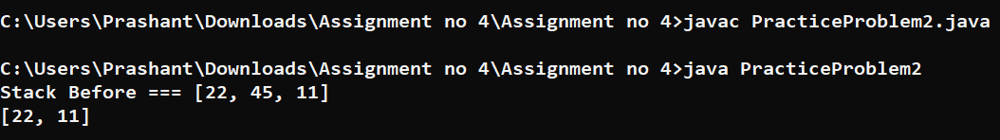 C:\Users\Prashant\Downloads\Assignment no 4\Assignment no 4>javac PracticeProblem2.java
C:\Users\Prashant\Downloads\Assignment no 4\Assignment no 4>java PracticeProblem2
Stack Before === [22, 45, 11]
[22, 11]